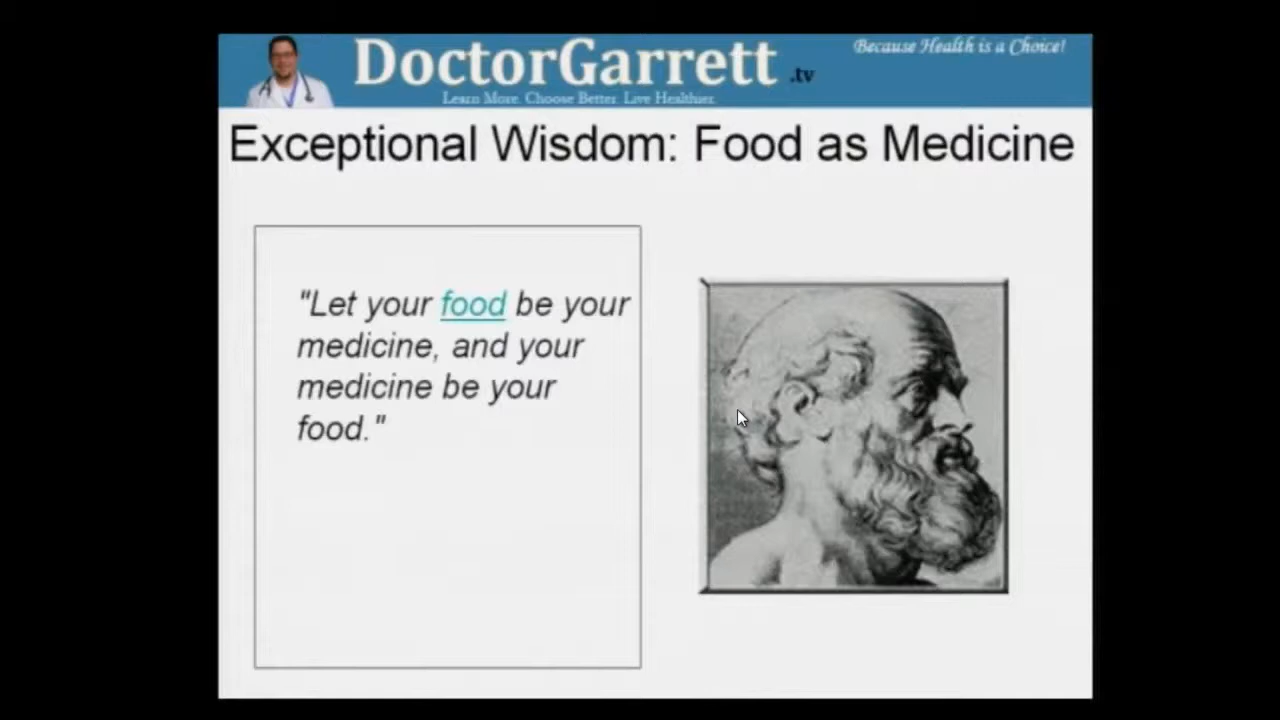 DoctorGarrett.tv
Because Health is a Choice!
Learn More. Choose Better. Live Healthier.
Exceptional Wisdom: Food as Medicine
"Let your food be your
medicine, and your
medicine be your
food."